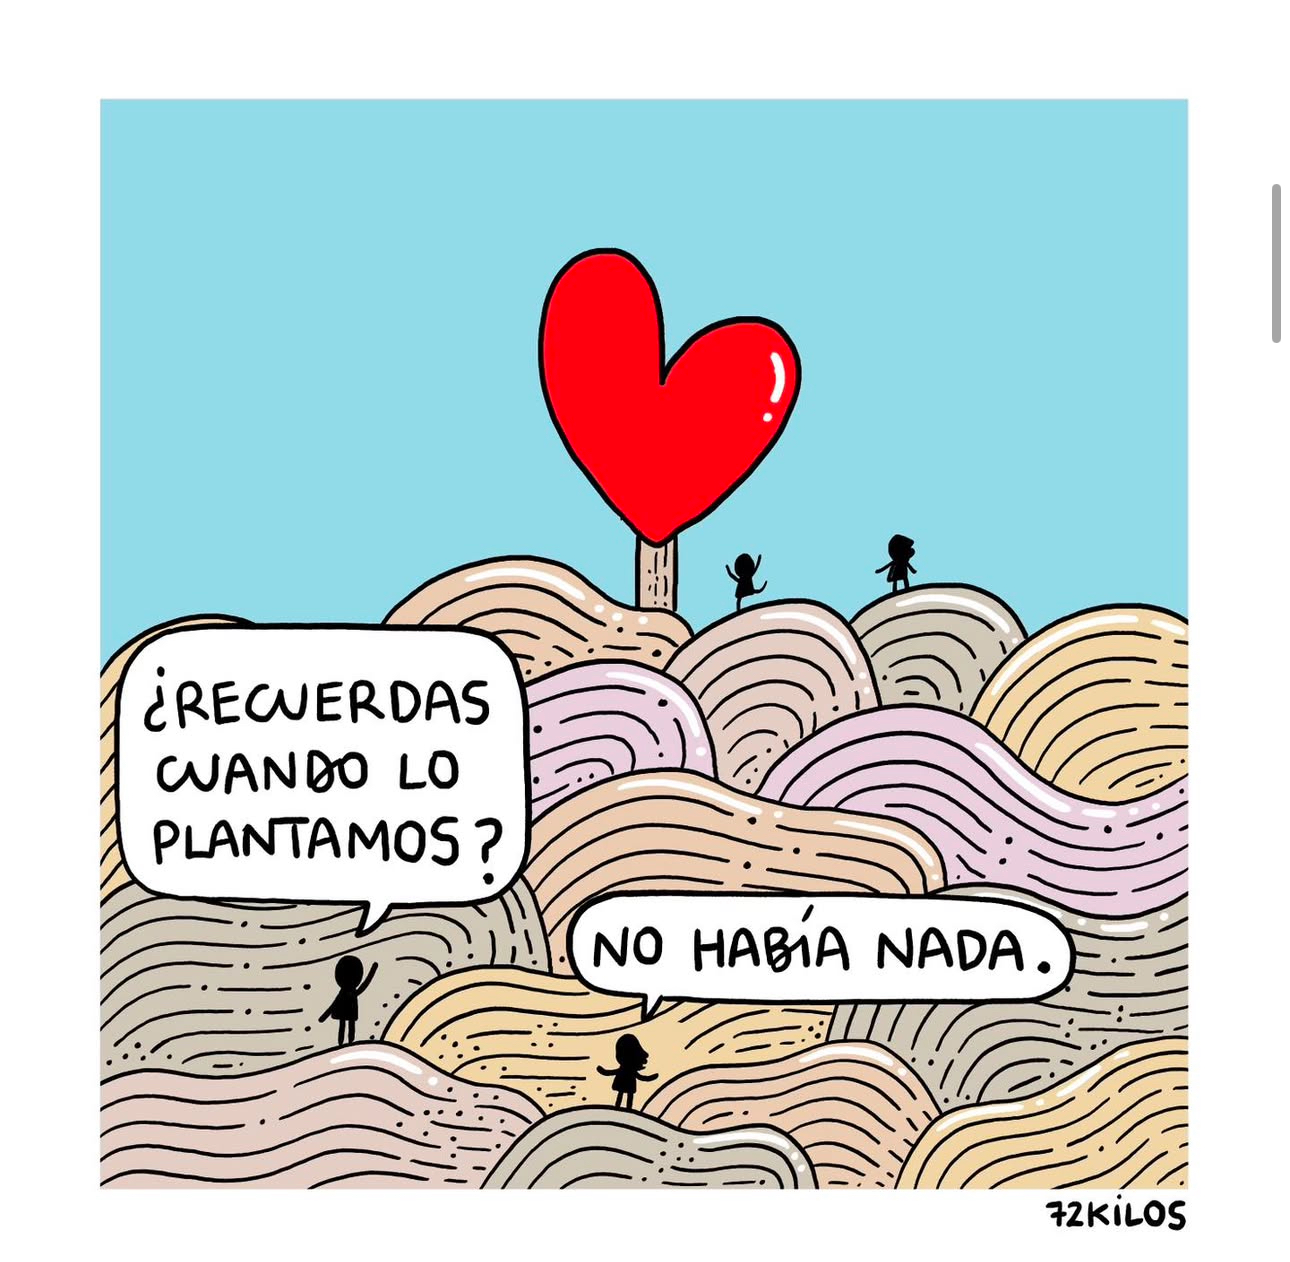 ¿RECUERDAS
CUANDO LO
PLANTAMOS?
NO HABÍA NADA.
72KiLOS